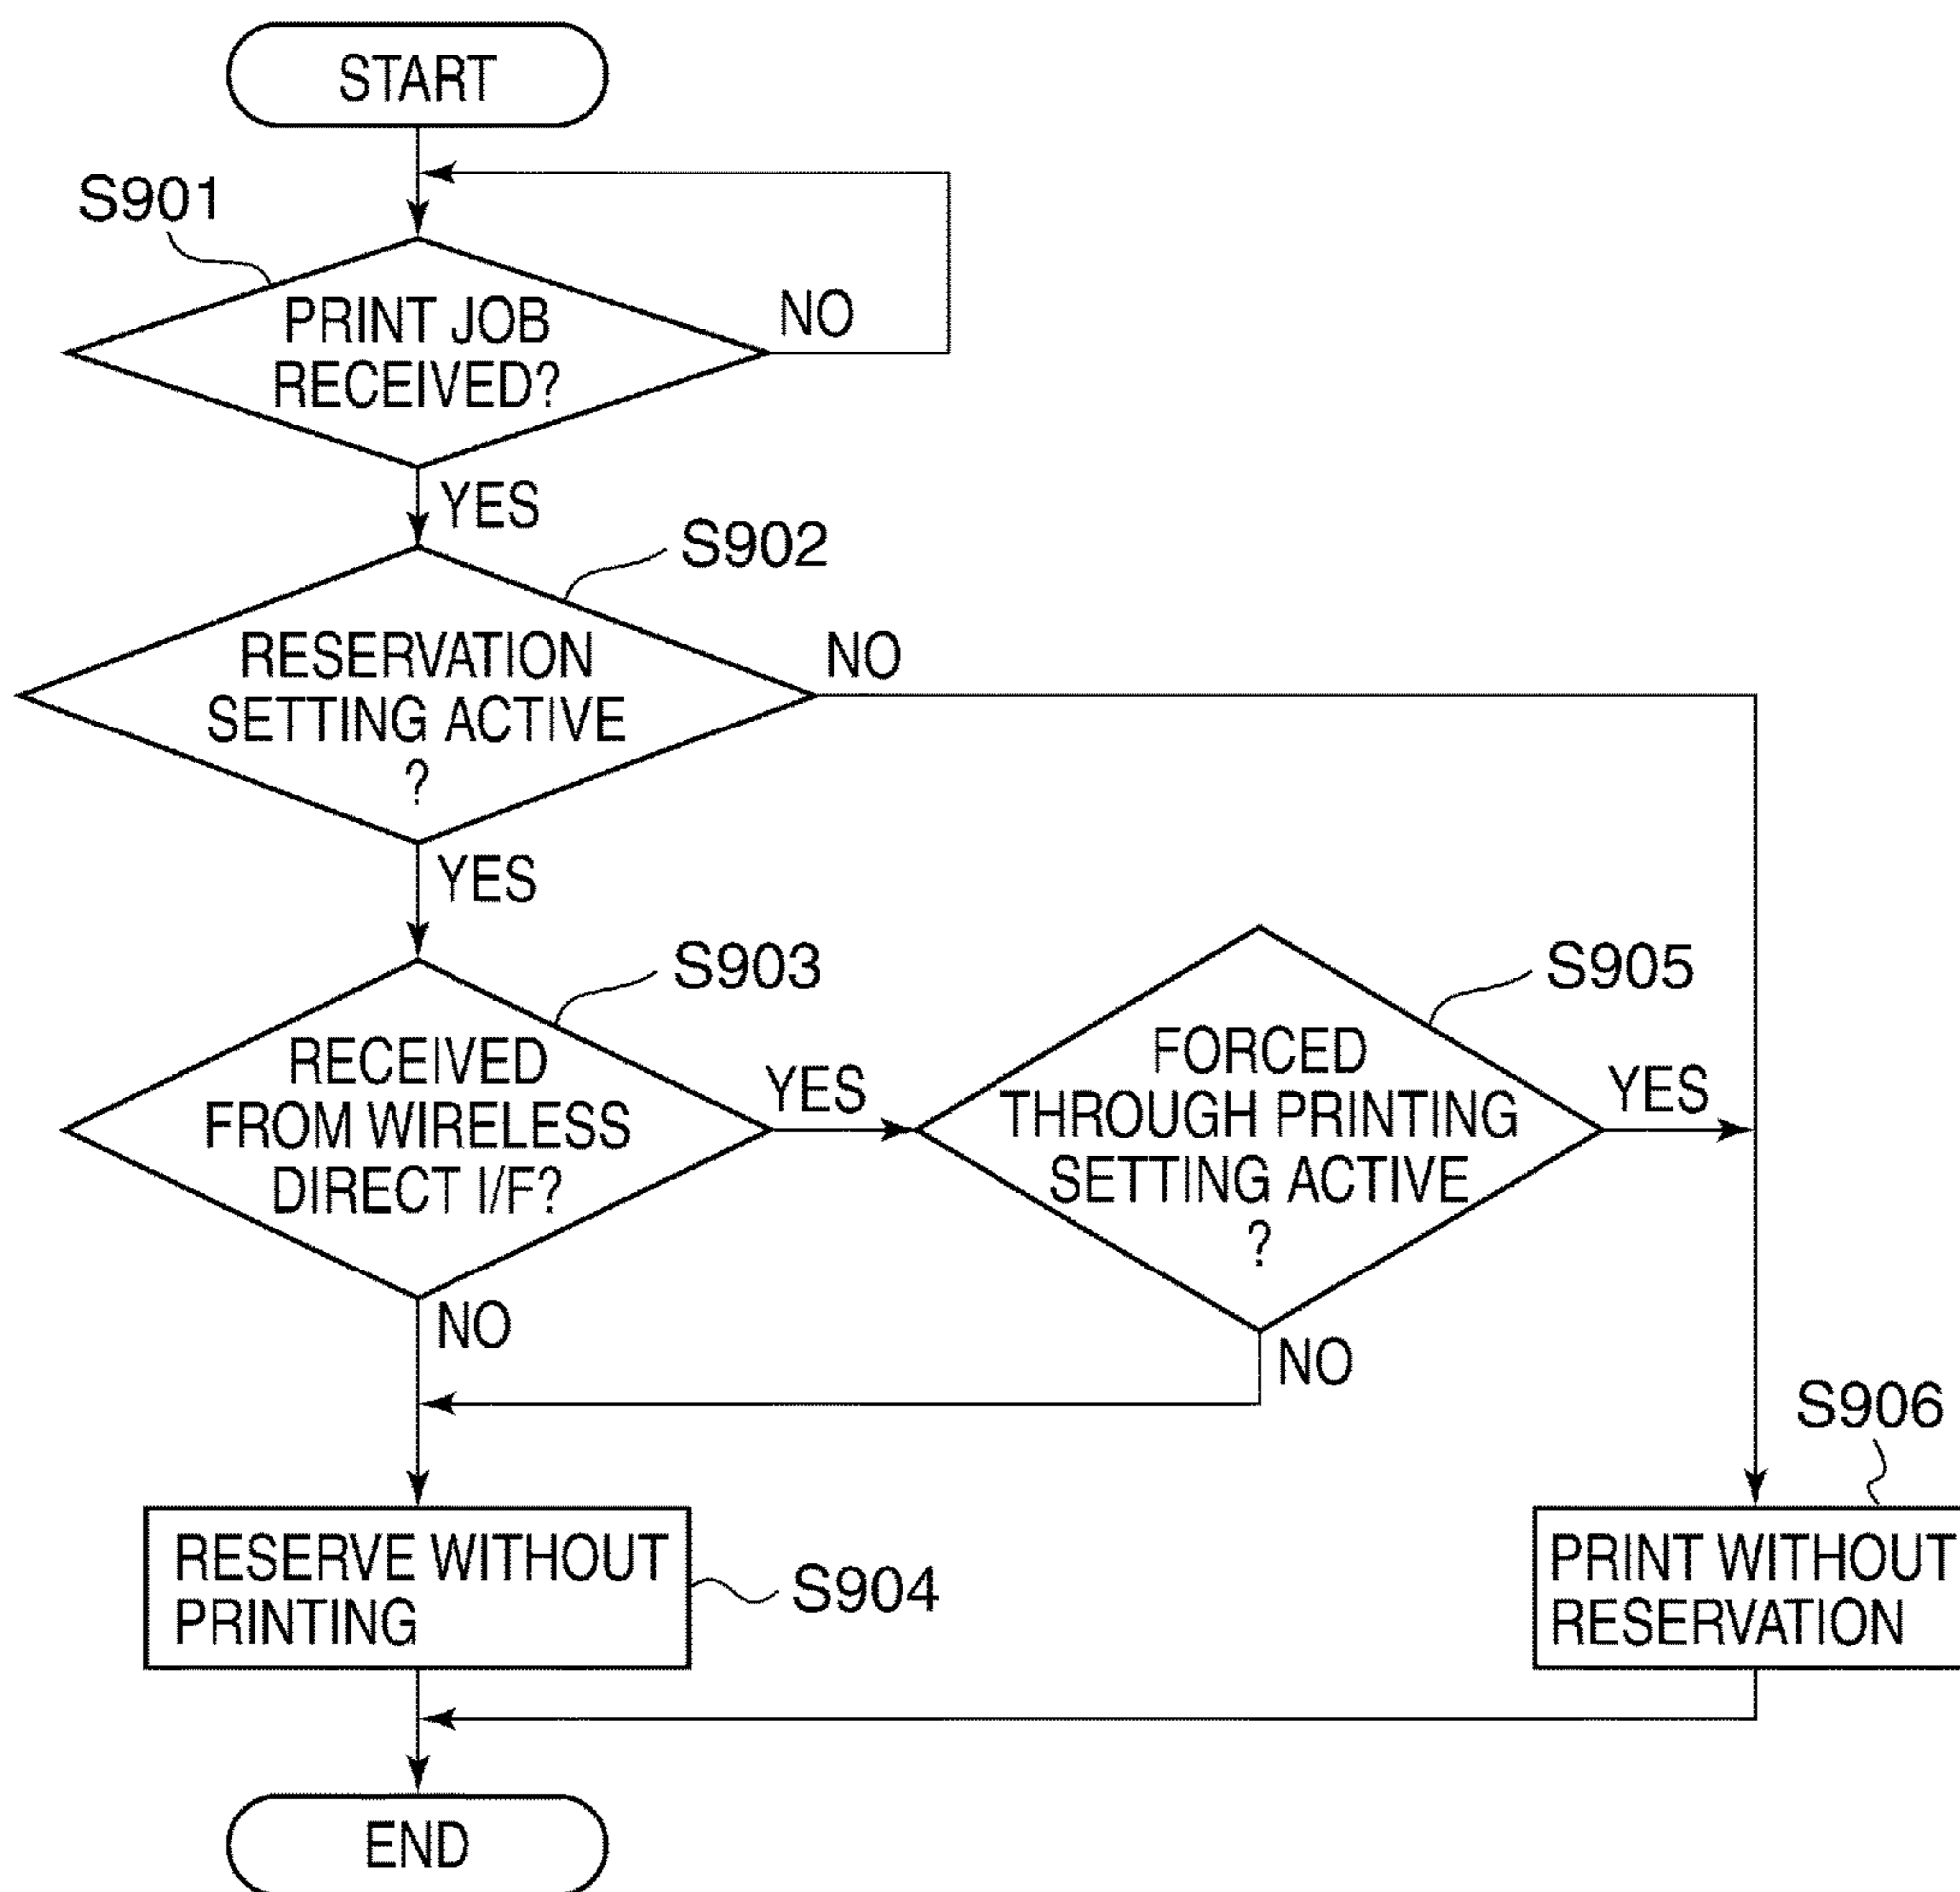 START
S901
PRINT JOB
RECEIVED?
NO
YES
S902
RESERVATION
SETTING ACTIVE
?
NO
YES
S903
RECEIVED
FROM WIRELESS
DIRECT I/F?
YES
S905
FORCED
THROUGH PRINTING
SETTING ACTIVE
?
YES
NO
NO
S906
RESERVE WITHOUT
PRINTING
S904
PRINT WITHOUT
RESERVATION
END